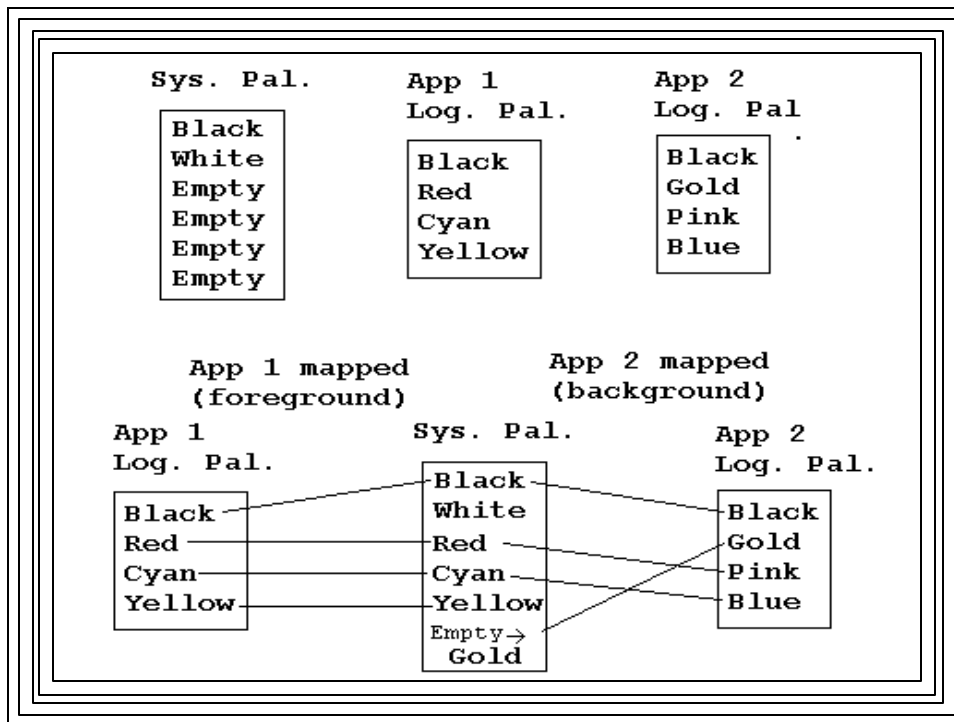 Sys. Pal.
Black
White
Empty
Empty
Empty
Empty
App 1
Log. Pal.
Black
Red
Cyan
Yellow
App 2
Log. Pal
.
Black
Gold
Pink
Blue
App 1 mapped
(foreground)
App 2 mapped
(background)
App 1
Log. Pal.
Black
Red
Cyan
Yellow
Sys. Pal.
Black
White
Red
Cyan
Yellow
Empty→
Gold
App 2
Log. Pal.
Black
Gold
Pink
Blue